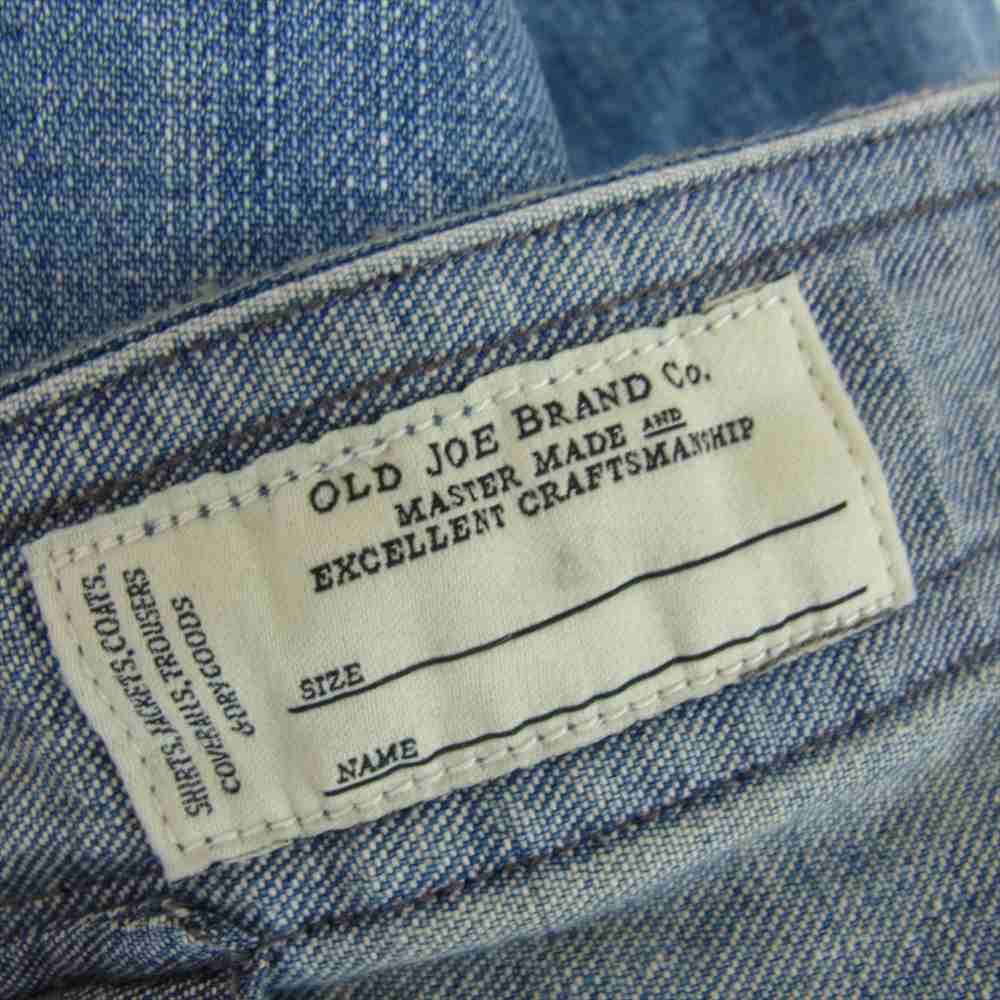 OLD JOE BRAND CO.
MASTER MADE AND
EXCELLENT CRAFTSMANSHIP
SIZE
NAME
SHIRTS, JACKETS, COATS,
COVERALLS, TROUSERS
& DRY GOODS